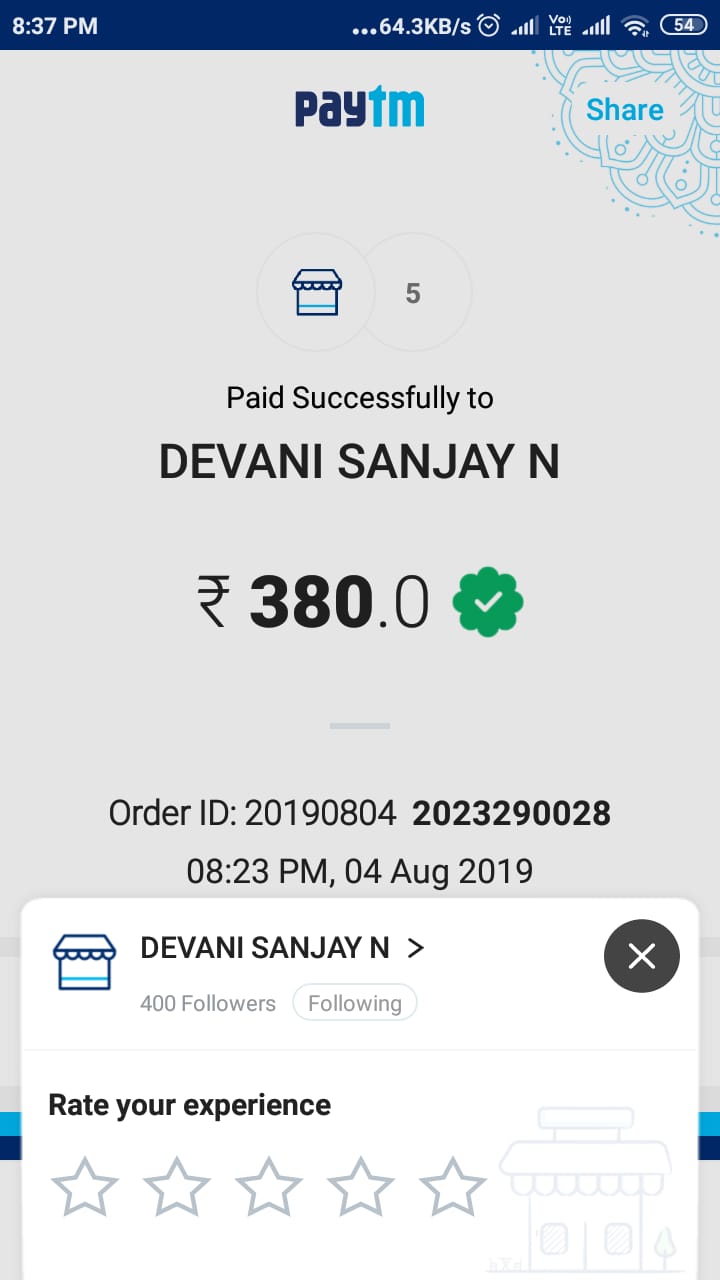 8:37 PM ...64.3KB/s Vo)) LTE 54
paytm
Share
5
Paid Successfully to
DEVANI SANJAY N
₹ 380.0
Order ID: 20190804 2023290028
08:23 PM, 04 Aug 2019
DEVANI SANJAY N >
400 Followers Following
Rate your experience